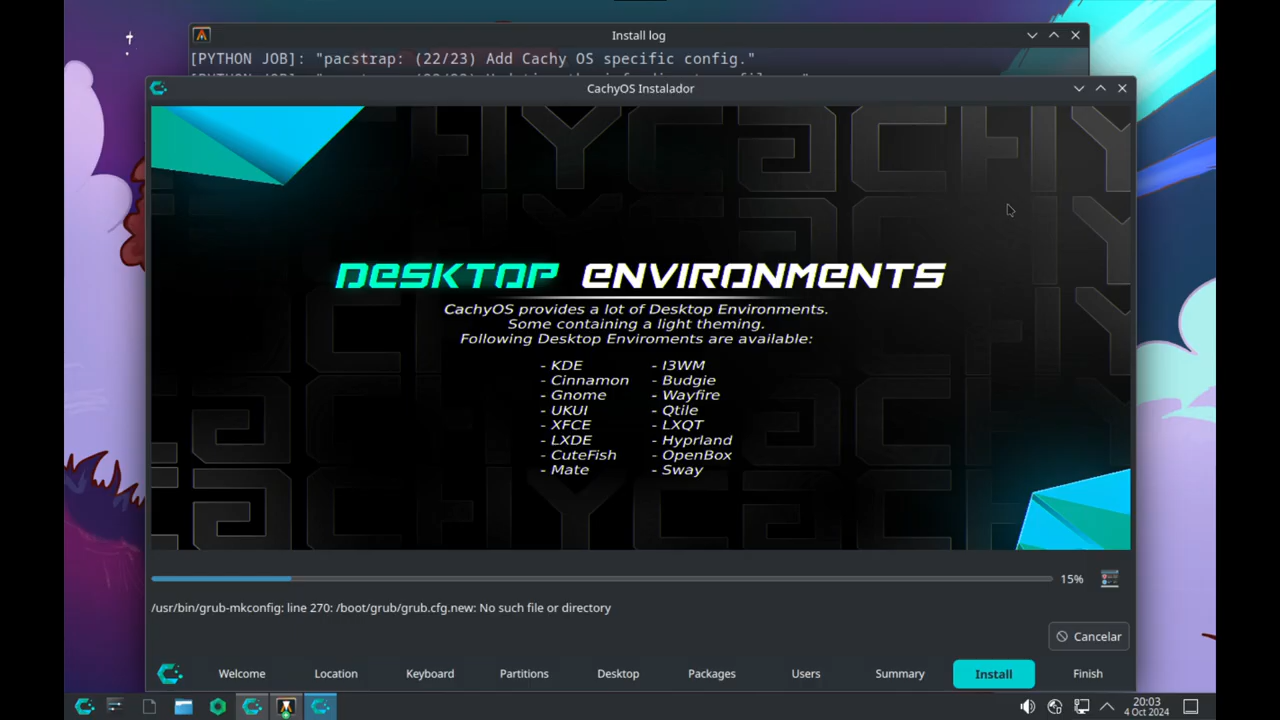 Install log
[PYTHON JOB]: "pacstrap: (22/23) Add Cachy OS specific config."
CachyOS Instalador
DESKTOP ENVIRONMENTS
CachyOS provides a lot of Desktop Environments.
Some containing a light theming.
Following Desktop Enviroments are available:
- KDE
- Cinnamon
- Gnome
- UKUI
- XFCE
- LXDE
- CuteFish
- Mate
- I3WM
- Budgie
- Wayfire
- Qtile
- LXQT
- Hyprland
- OpenBox
- Sway
15%
/usr/bin/grub-mkconfig: line 270: /boot/grub/grub.cfg.new: No such file or directory
Cancelar
Welcome
Location
Keyboard
Partitions
Desktop
Packages
Users
Summary
Install
Finish
20:03
4 Oct 2024